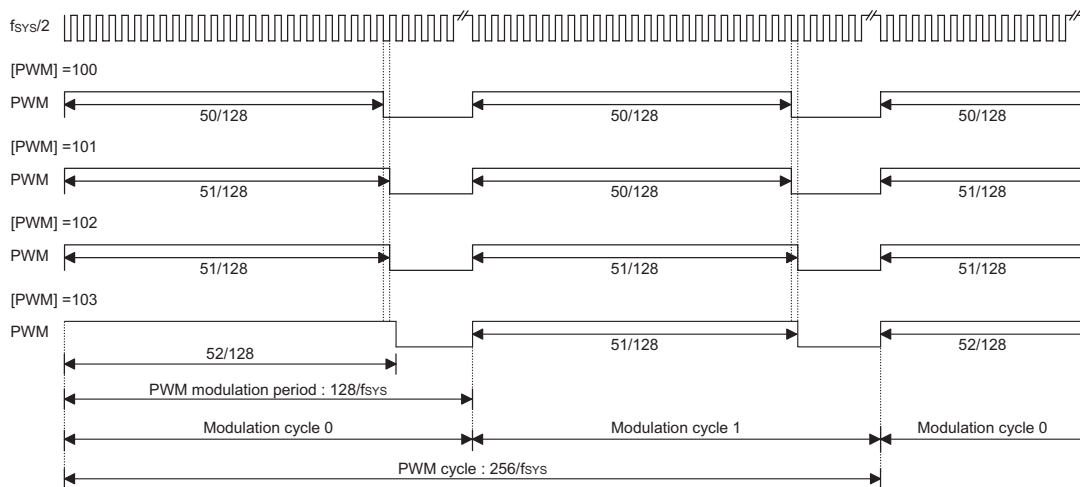 fSYS/2
[PWM] =100
PWM
50/128 50/128 50/128
[PWM] =101
PWM
51/128 50/128 51/128
[PWM] =102
PWM
51/128 51/128 51/128
[PWM] =103
PWM
52/128 51/128 52/128
PWM modulation period : 128/fSYS
Modulation cycle 0 Modulation cycle 1 Modulation cycle 0
PWM cycle : 256/fSYS